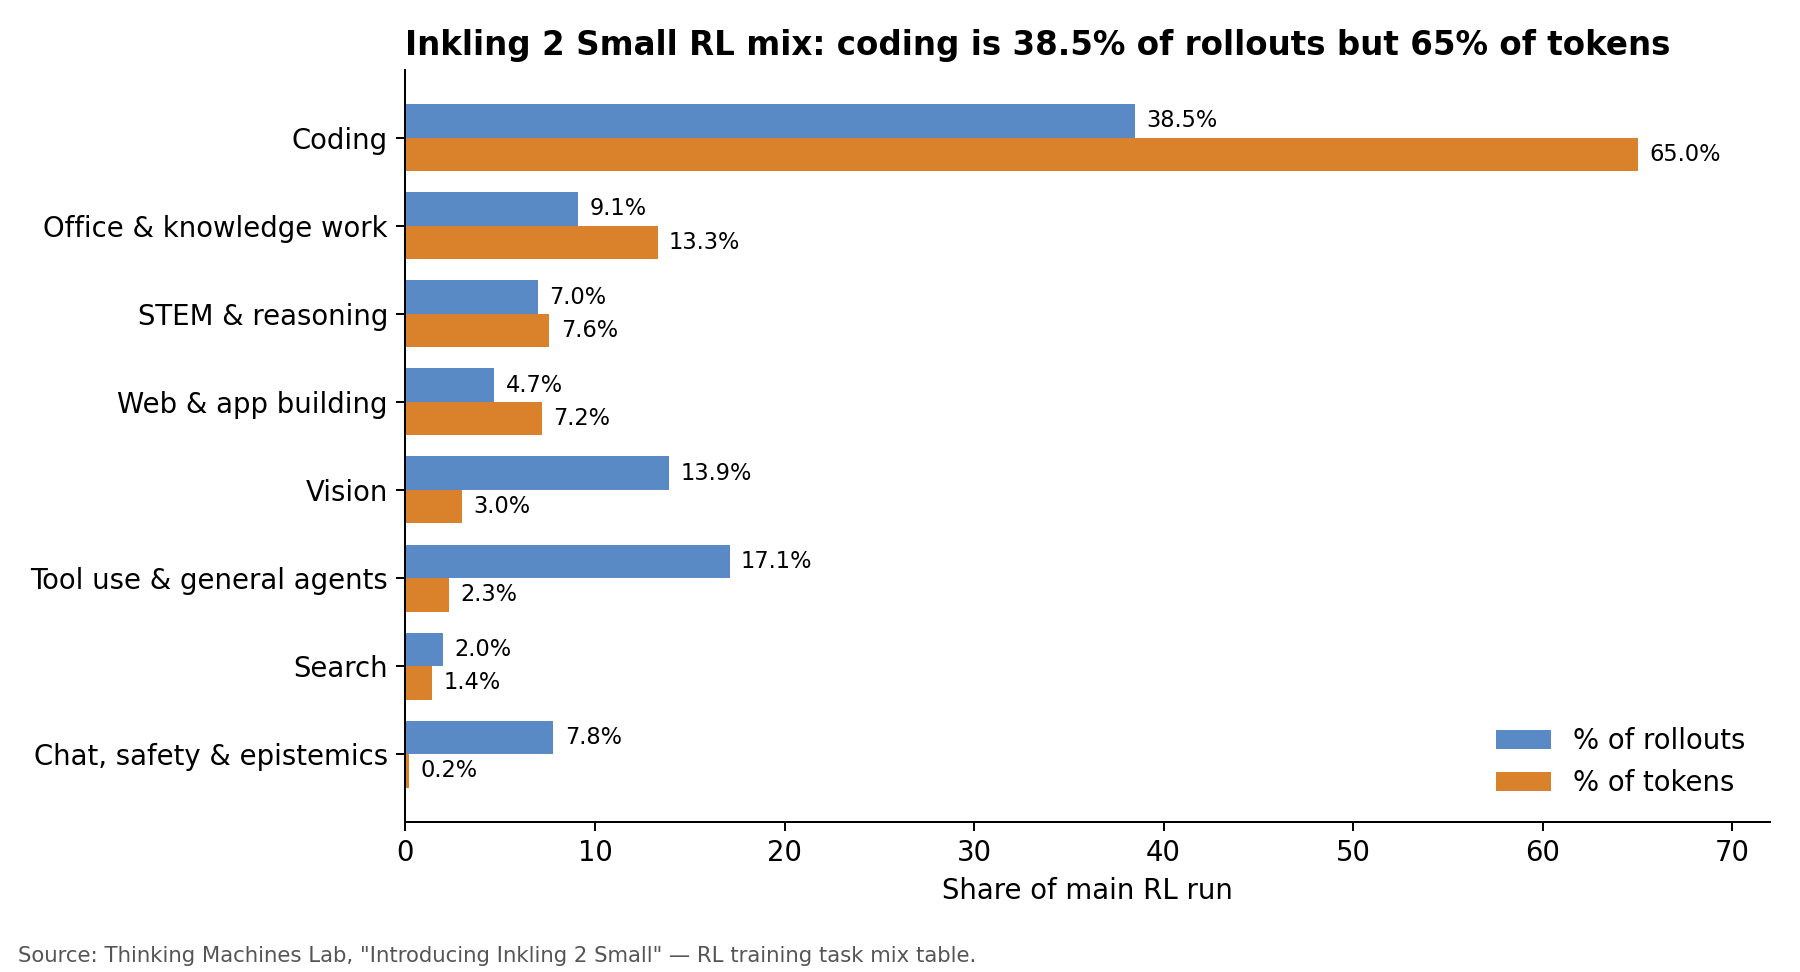 Inkling 2 Small RL mix: coding is 38.5% of rollouts but 65% of tokens
Coding
38.5%
65.0%
Office & knowledge work
9.1%
13.3%
STEM & reasoning
7.0%
7.6%
Web & app building
4.7%
7.2%
Vision
13.9%
3.0%
Tool use & general agents
17.1%
2.3%
Search
2.0%
1.4%
Chat, safety & epistemics
7.8%
0.2%
% of rollouts
% of tokens
0 10 20 30 40 50 60 70
Share of main RL run
Source: Thinking Machines Lab, "Introducing Inkling 2 Small" — RL training task mix table.